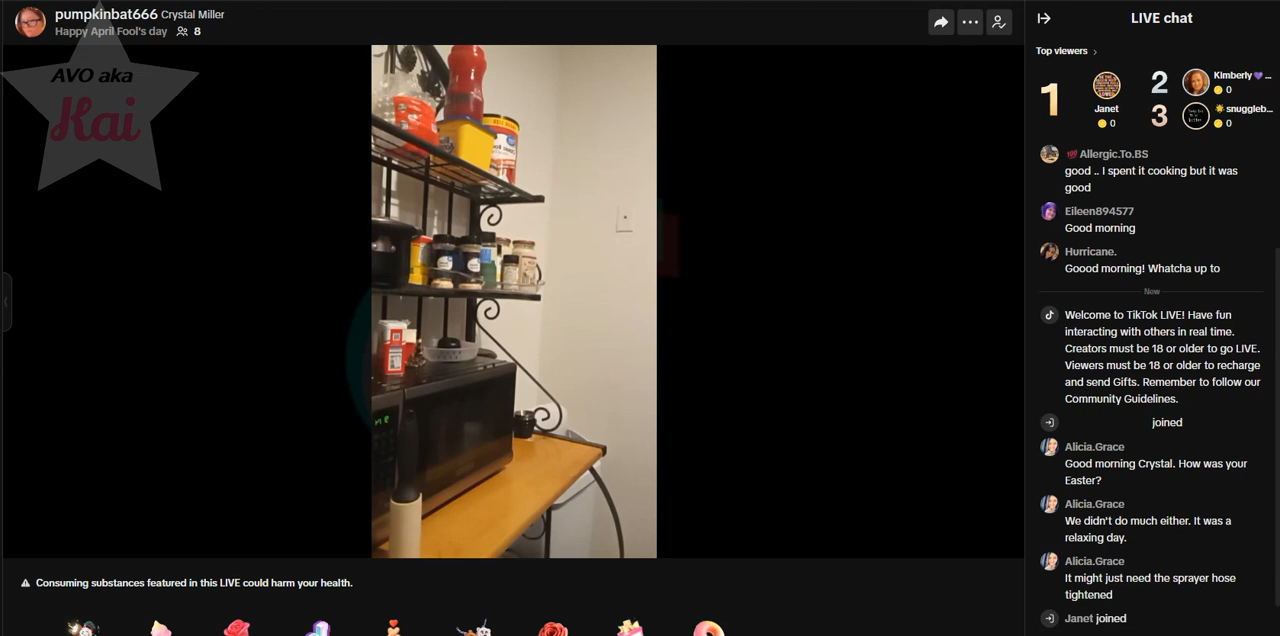 pumpkinbat666 Crystal Miller
Happy April Fool's day 8
AVO aka
Kai
LIVE chat
Top viewers
1
Janet
0
2
Kimberly 💜 ...
0
3
☀️ snuggleb...
0
💯 Allergic.To.BS
good .. I spent it cooking but it was
good
Eileen894577
Good morning
Hurricane.
Goood morning! Whatcha up to
New
Welcome to TikTok LIVE! Have fun
interacting with others in real time.
Creators must be 18 or older to go LIVE.
Viewers must be 18 or older to recharge
and send Gifts. Remember to follow our
Community Guidelines.
joined
Alicia.Grace
Good morning Crystal. How was your
Easter?
Alicia.Grace
We didn't do much either. It was a
relaxing day.
Alicia.Grace
It might just need the sprayer hose
tightened
Janet joined
Consuming substances featured in this LIVE could harm your health.